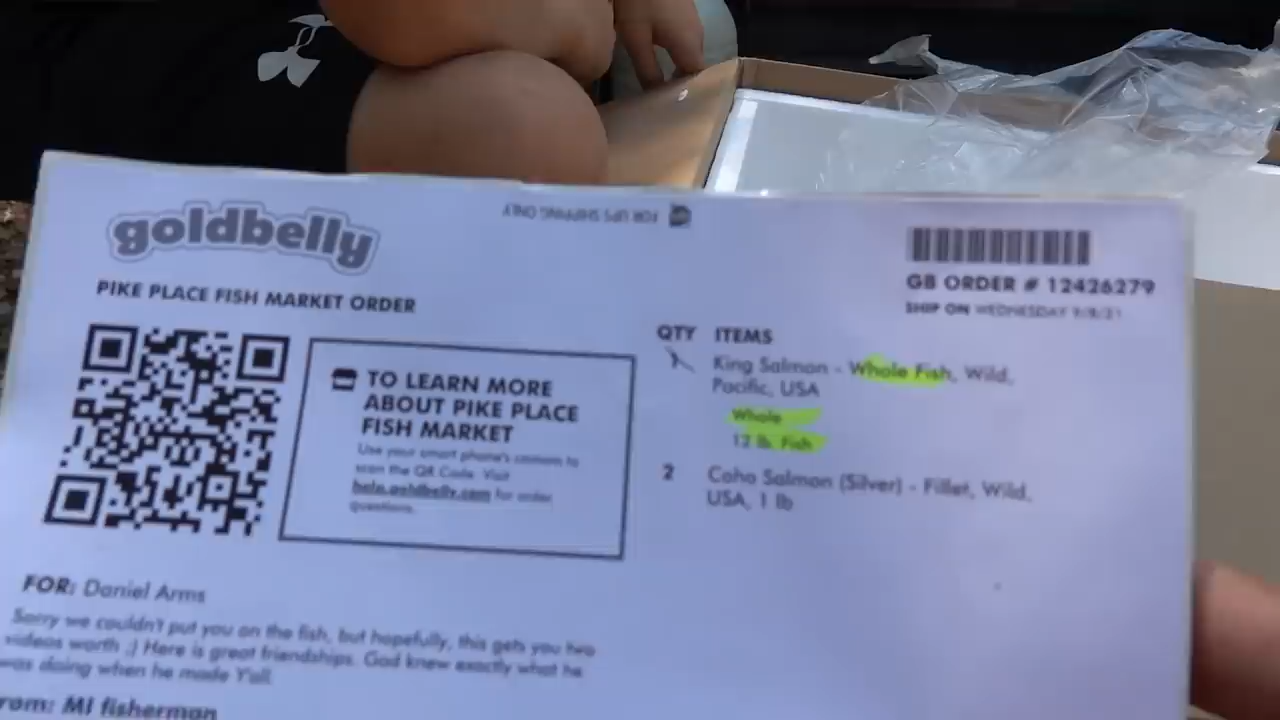 FOR UPS SHIPPING ONLY
goldbelly
PIKE PLACE FISH MARKET ORDER
GB ORDER # 12426279
SHIP ON WEDNESDAY 9/8/21
TO LEARN MORE
ABOUT PIKE PLACE
FISH MARKET
Use your smart phone's camera to
scan the QR Code. Visit
help.goldbelly.com for order
questions.
QTY ITEMS
1 King Salmon - Whole Fish, Wild,
Pacific, USA
Whole
12 lb. Fish
2 Coho Salmon (Silver) - Fillet, Wild,
USA, 1 lb
FOR: Daniel Arms
Sorry we couldn't put you on the fish, but hopefully, this gets you two
videos worth ;) Here is great friendships. God knew exactly what he
was doing when he made Y'all
rom: MI fisherman